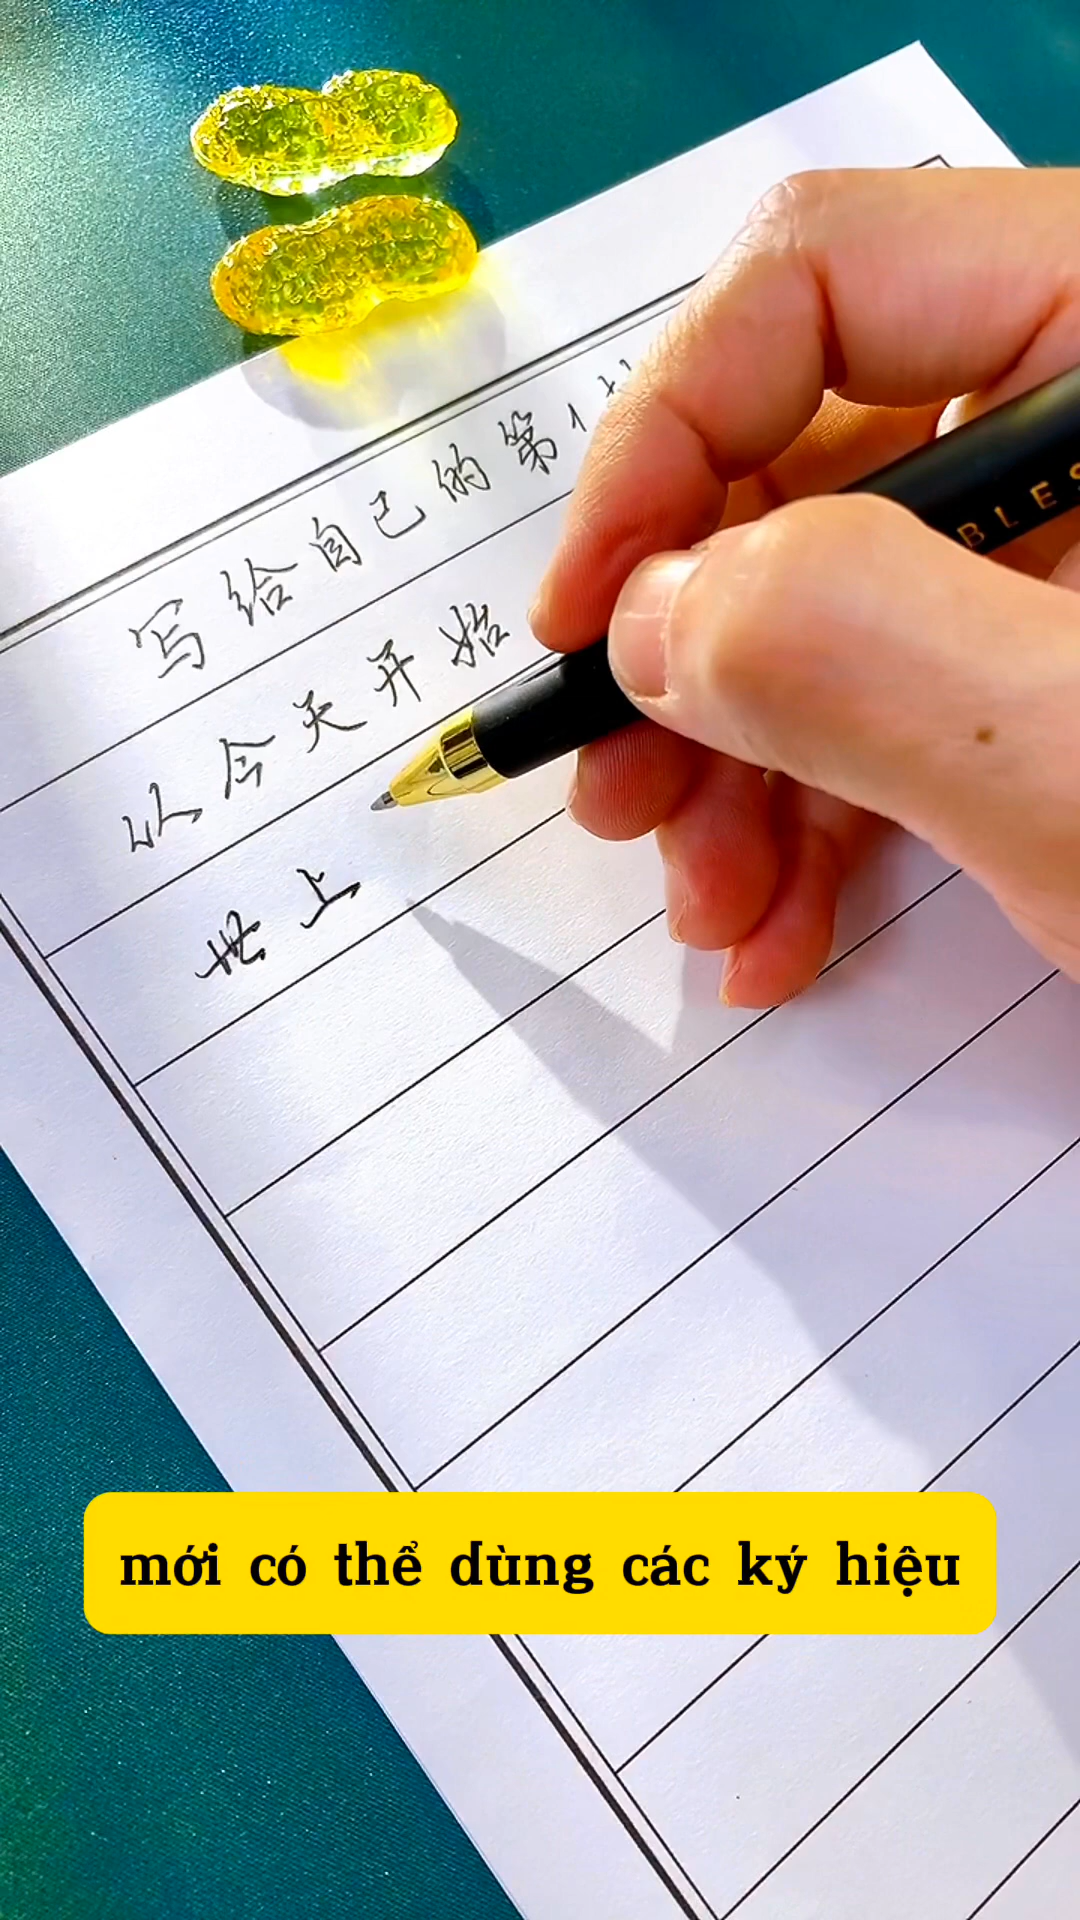 写给自己的第1
以今天开始
世上
BLES
mới có thể dùng các ký hiệu